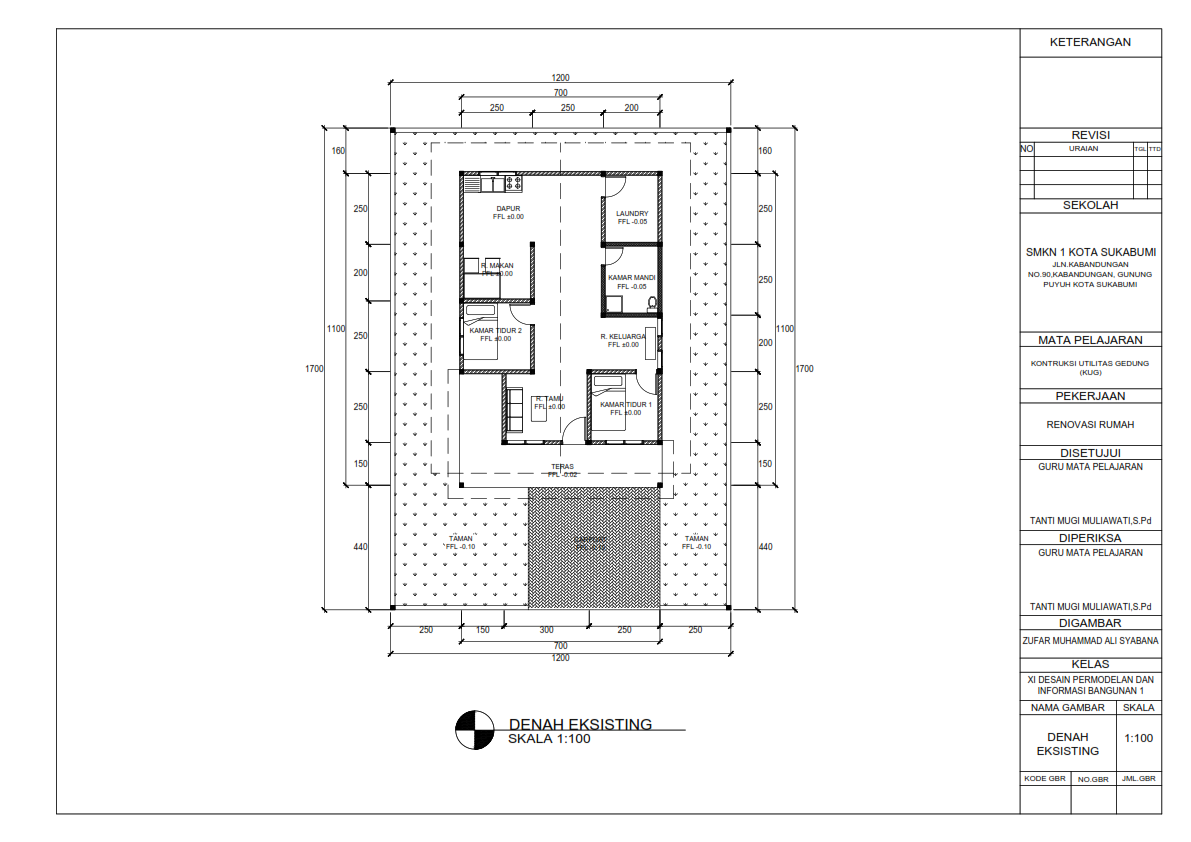 1200
700
250 250 200
160 160
250 250
DAPUR
FFL ±0.00
LAUNDRY
FFL -0.05
200 250
R. MAKAN
FFL ±0.00
KAMAR MANDI
FFL -0.05
1100 1100
250 200
KAMAR TIDUR 2
FFL ±0.00
R. KELUARGA
FFL ±0.00
1700 1700
250 250
R. TAMU
FFL ±0.00
KAMAR TIDUR 1
FFL ±0.00
150 150
TERAS
FFL -0.02
440 440
TAMAN
FFL -0.10
CARPORT
TAMAN
FFL -0.10
250 150 300 250 250
700
1200
DENAH EKSISTING
SKALA 1:100
KETERANGAN
REVISI
NO URAIAN TGL TTD
SEKOLAH
SMKN 1 KOTA SUKABUMI
JLN.KABANDUNGAN
NO.90,KABANDUNGAN, GUNUNG
PUYUH KOTA SUKABUMI
MATA PELAJARAN
KONTRUKSI UTILITAS GEDUNG
(KUG)
PEKERJAAN
RENOVASI RUMAH
DISETUJUI
GURU MATA PELAJARAN
TANTI MUGI MULIAWATI,S.Pd
DIPERIKSA
GURU MATA PELAJARAN
TANTI MUGI MULIAWATI,S.Pd
DIGAMBAR
ZUFAR MUHAMMAD ALI SYABANA
KELAS
XI DESAIN PERMODELAN DAN
INFORMASI BANGUNAN 1
NAMA GAMBAR SKALA
DENAH
EKSISTING
1:100
KODE GBR NO.GBR JML.GBR